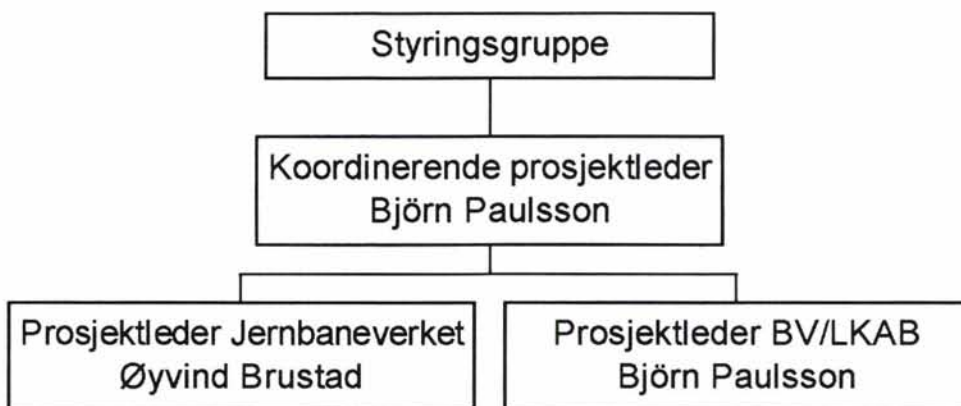 Styringsgruppe
Koordinerende prosjektleder
Björn Paulsson
Prosjektleder Jernbaneverket
Øyvind Brustad
Prosjektleder BV/LKAB
Björn Paulsson